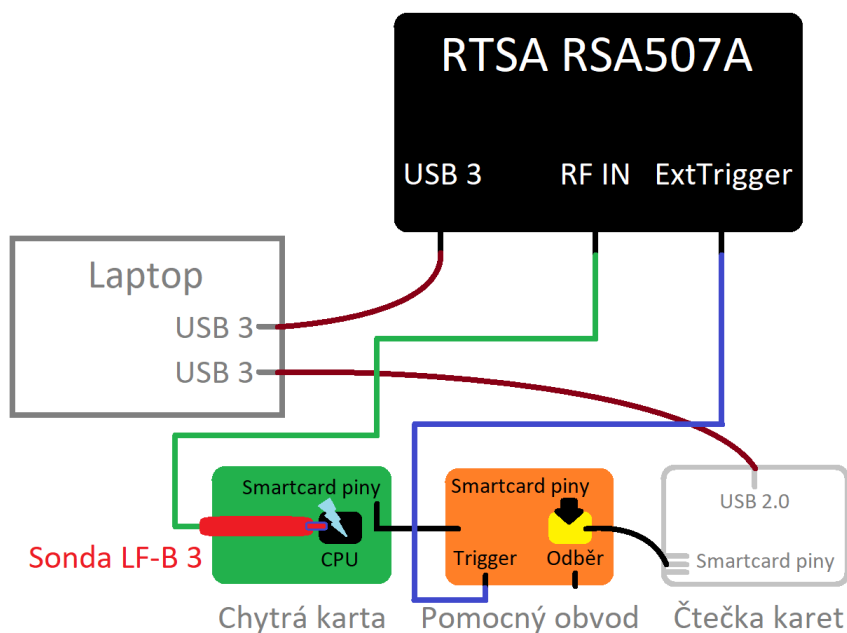 RTSA RSA507A
USB 3 RF IN ExtTrigger
Laptop
USB 3
USB 3
Smartcard piny
CPU
Sonda LF-B 3
Chytrá karta
Smartcard piny
Trigger Odběr
Pomocný obvod
USB 2.0
Smartcard piny
Čtečka karet